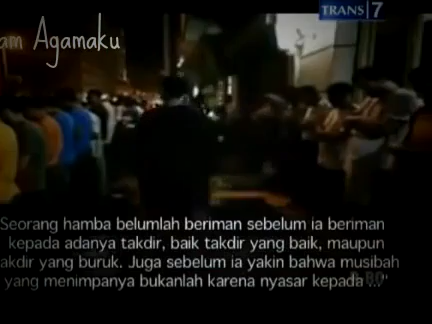 TRANS|7
am Agamaku
Seorang hamba belumlah beriman sebelum ia beriman
kepada adanya takdir, baik takdir yang baik, maupun
akdir yang buruk. Juga sebelum ia yakin bahwa musibah
yang menimpanya bukanlah karena nyasar kepada ..."